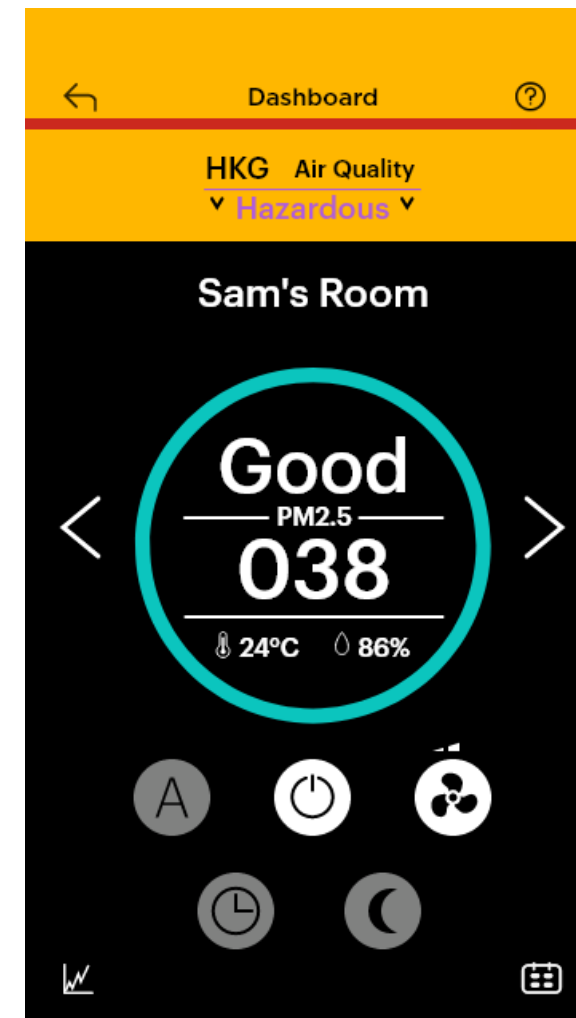 Dashboard
HKG Air Quality
Hazardous
Sam's Room
Good
PM2.5
038
24°C 86%
A